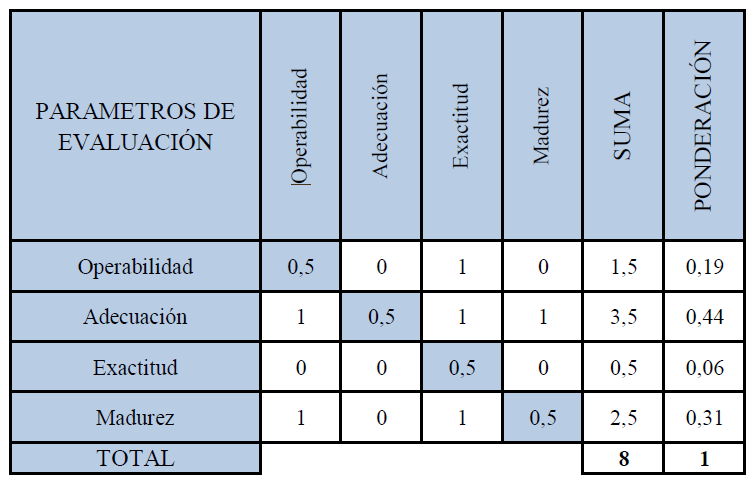 PARAMETROS DE
EVALUACIÓN
|Operabilidad
Adecuación
Exactitud
Madurez
SUMA
PONDERACIÓN
Operabilidad 0,5 0 1 0 1,5 0,19
Adecuación 1 0,5 1 1 3,5 0,44
Exactitud 0 0 0,5 0 0,5 0,06
Madurez 1 0 1 0,5 2,5 0,31
TOTAL 8 1